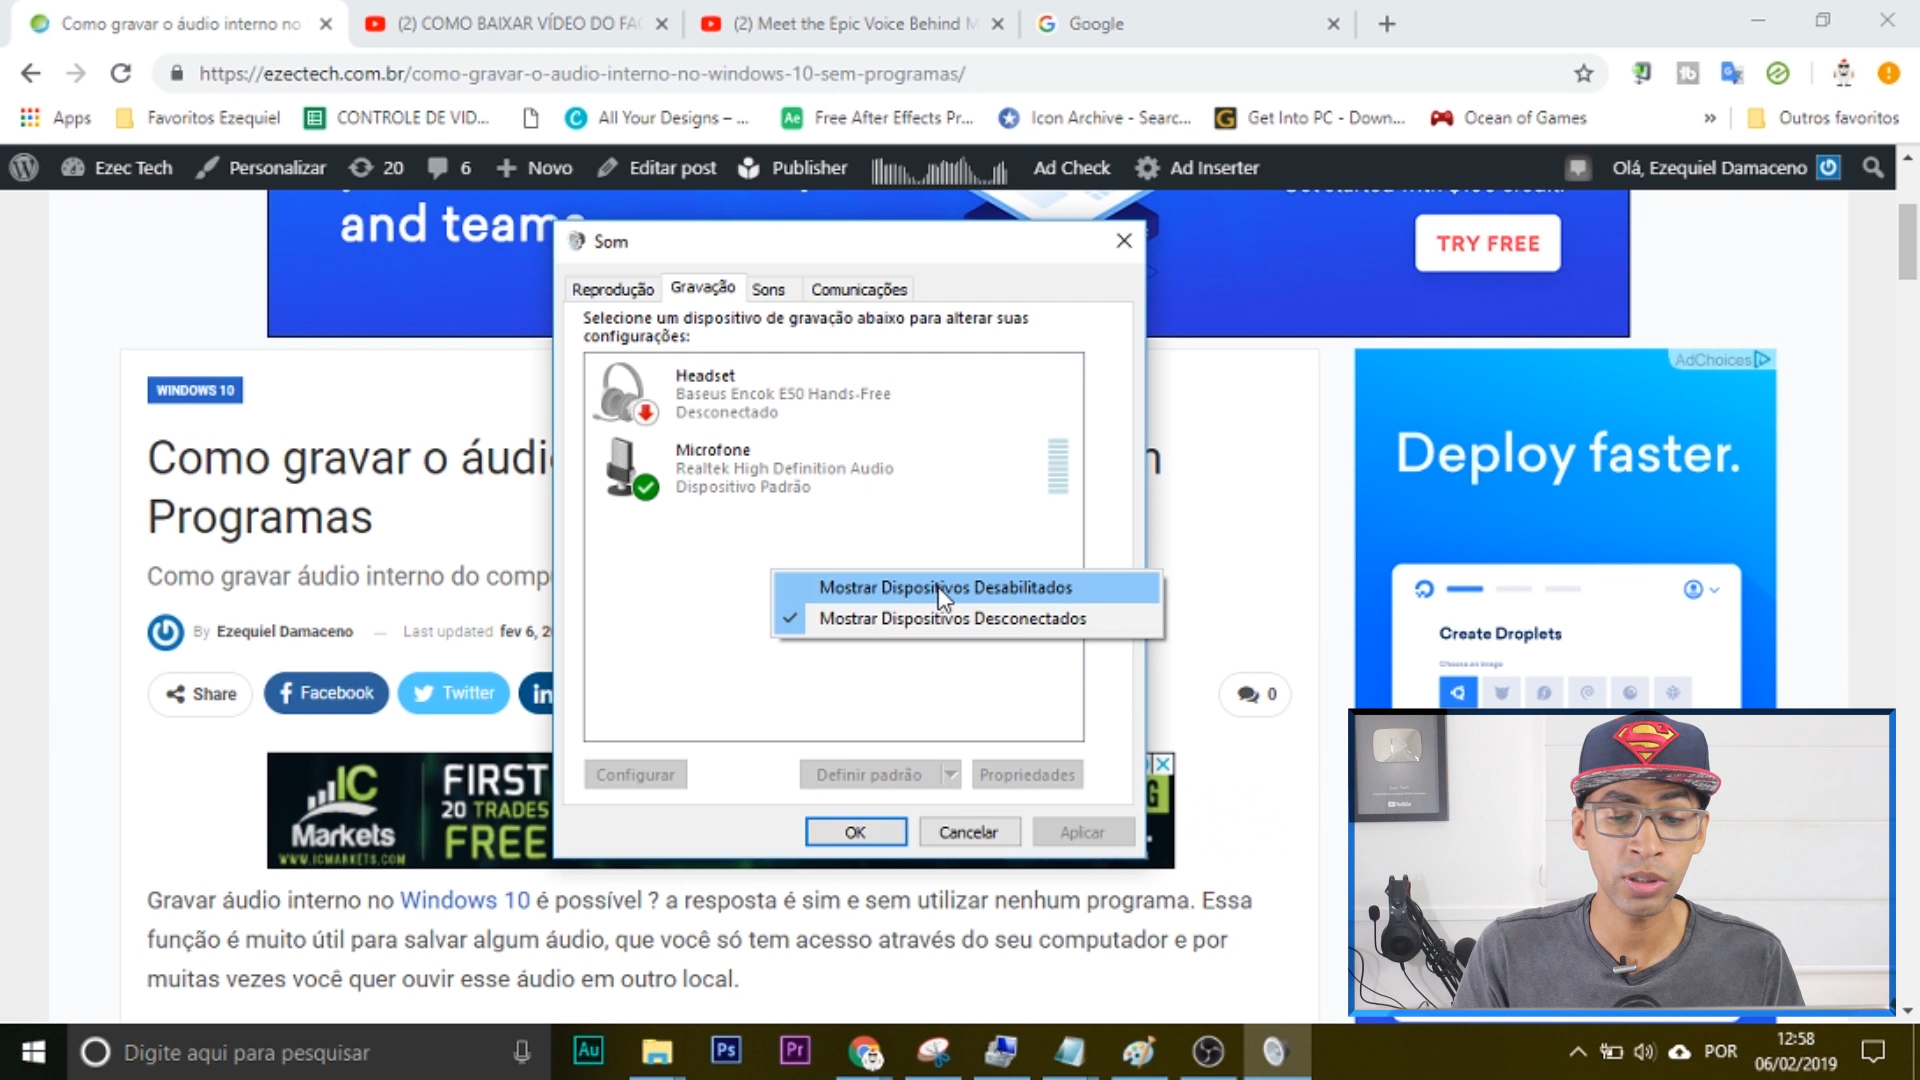 Como gravar o áudio interno no
(2) COMO BAIXAR VÍDEO DO FAC
(2) Meet the Epic Voice Behind M
Google
https://ezectech.com.br/como-gravar-o-audio-interno-no-windows-10-sem-programas/
Apps
Favoritos Ezequiel
CONTROLE DE VID...
All Your Designs – ...
Free After Effects Pr...
Icon Archive - Searc...
Get Into PC - Down...
Ocean of Games
Outros favoritos
Ezec Tech
Personalizar
20
6
Novo
Editar post
Publisher
Ad Check
Ad Inserter
Olá, Ezequiel Damaceno
and teams
TRY FREE
Som
Reprodução
Gravação
Sons
Comunicações
Selecione um dispositivo de gravação abaixo para alterar suas
configurações:
Headset
Baseus Encok E50 Hands-Free
Desconectado
Microfone
Realtek High Definition Audio
Dispositivo Padrão
Mostrar Dispositivos Desabilitados
Mostrar Dispositivos Desconectados
Configurar
Definir padrão
Propriedades
OK
Cancelar
Aplicar
WINDOWS 10
Como gravar o áudi
Programas
Como gravar áudio interno do comp
By Ezequiel Damaceno — Last updated fev 6, 2
Share
Facebook
Twitter
in
0
AdChoices
Deploy faster.
Create Droplets
Choose an image
IC
Markets
WWW.ICMARKETS.COM
FIRST
20 TRADES
FREE
Gravar áudio interno no Windows 10 é possível ? a resposta é sim e sem utilizar nenhum programa. Essa
função é muito útil para salvar algum áudio, que você só tem acesso através do seu computador e por
muitas vezes você quer ouvir esse áudio em outro local.
YouTube
Digite aqui para pesquisar
Au
Ps
Pr
POR
12:58
06/02/2019